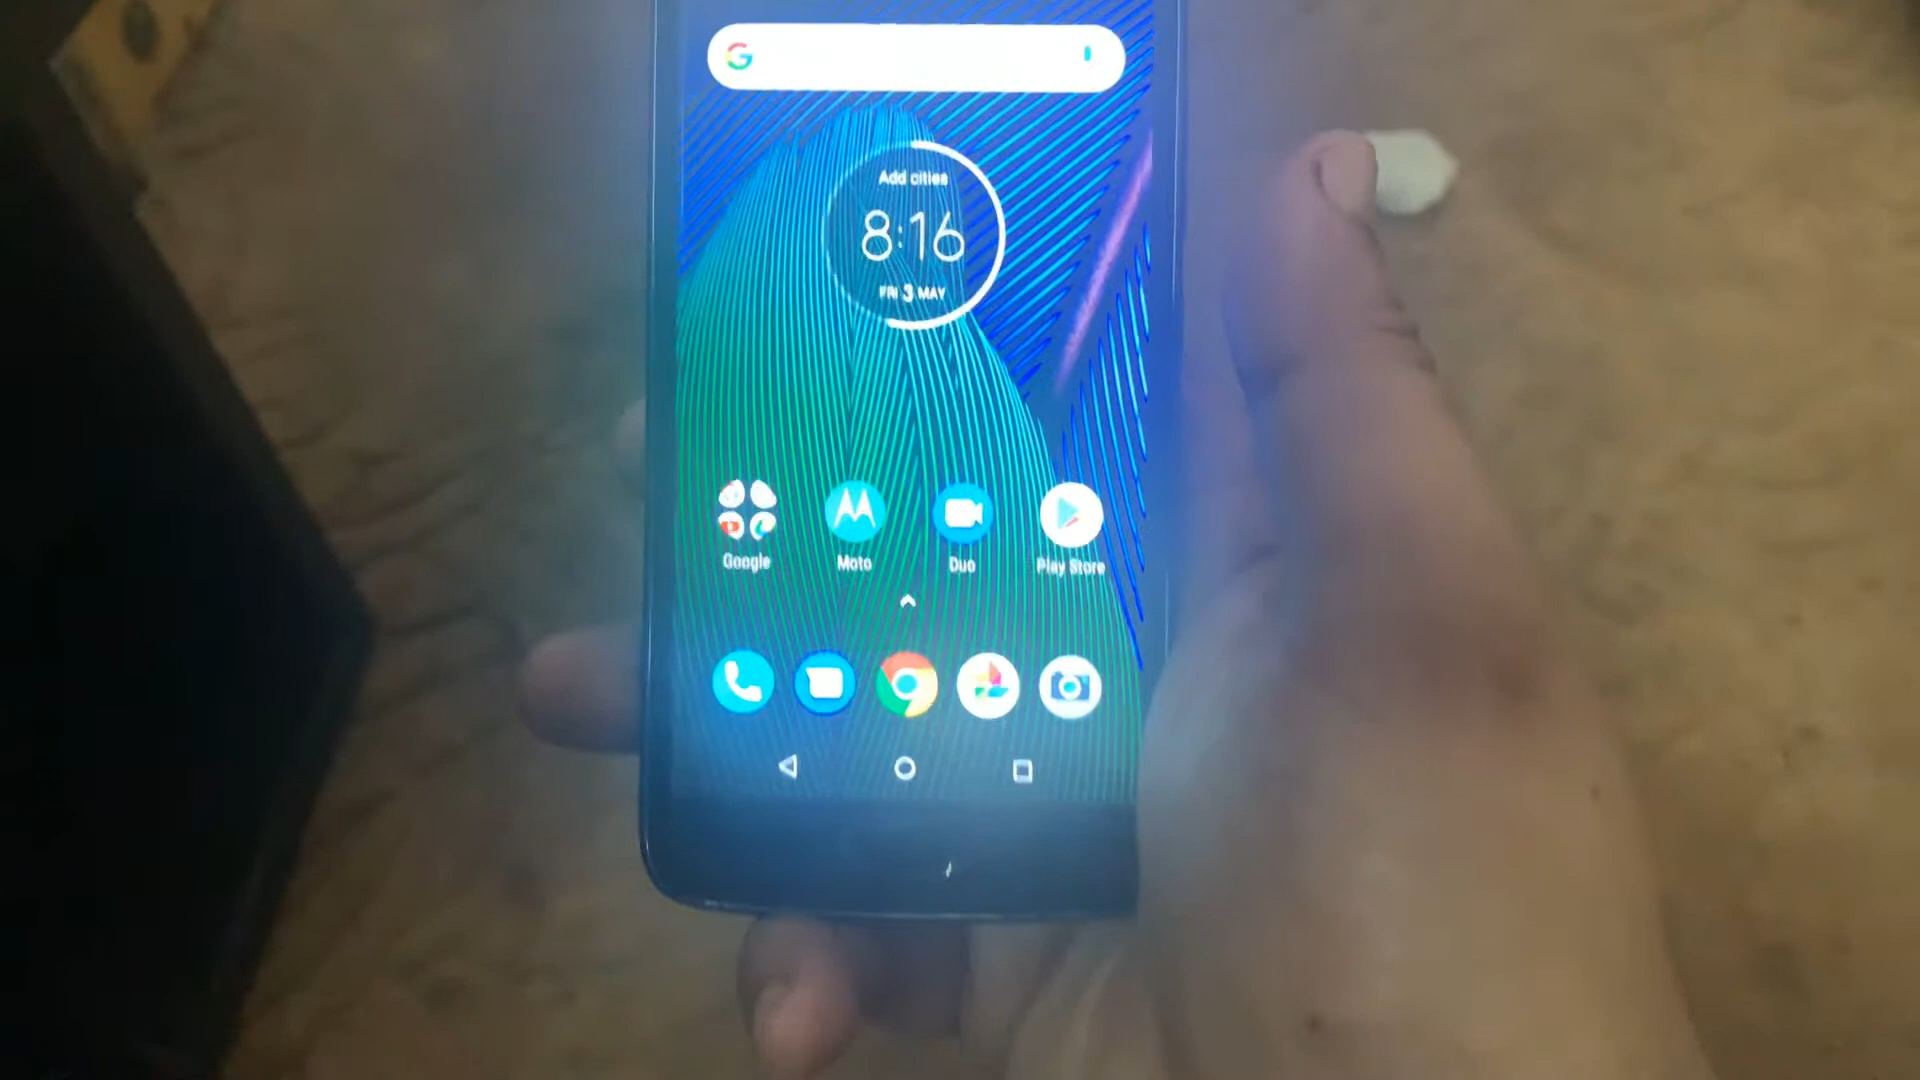 Add cities
8:16
FRI 3 MAY
Google
Moto
Duo
Play Store